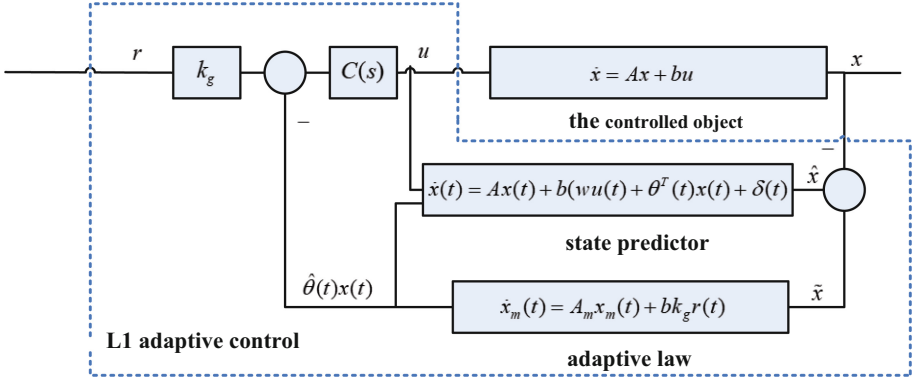 r
k_g
−
C(s)
u
ẋ = Ax + bu
x
the controlled object
−
ẋ(t) = Ax(t) + b(wu(t) + θ^T(t)x(t) + δ(t)
x̂
state predictor
θ̂(t)x(t)
ẋ_m(t) = A_m x_m(t) + bk_g r(t)
x̃
L1 adaptive control
adaptive law